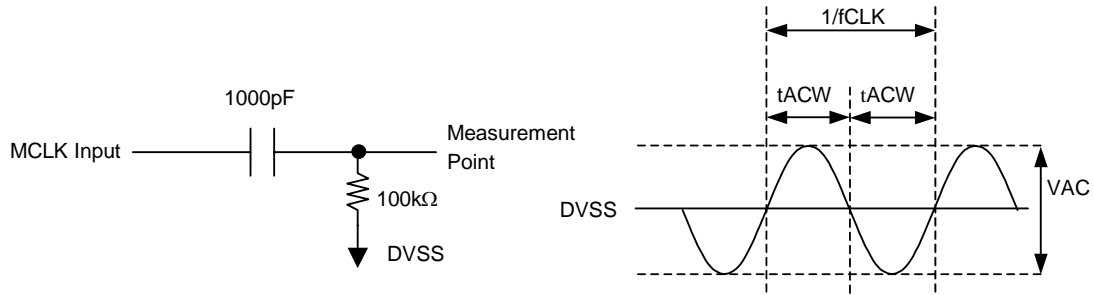 1/fCLK
tACW
tACW
1000pF
MCLK Input
Measurement
Point
100kΩ
DVSS
DVSS
VAC